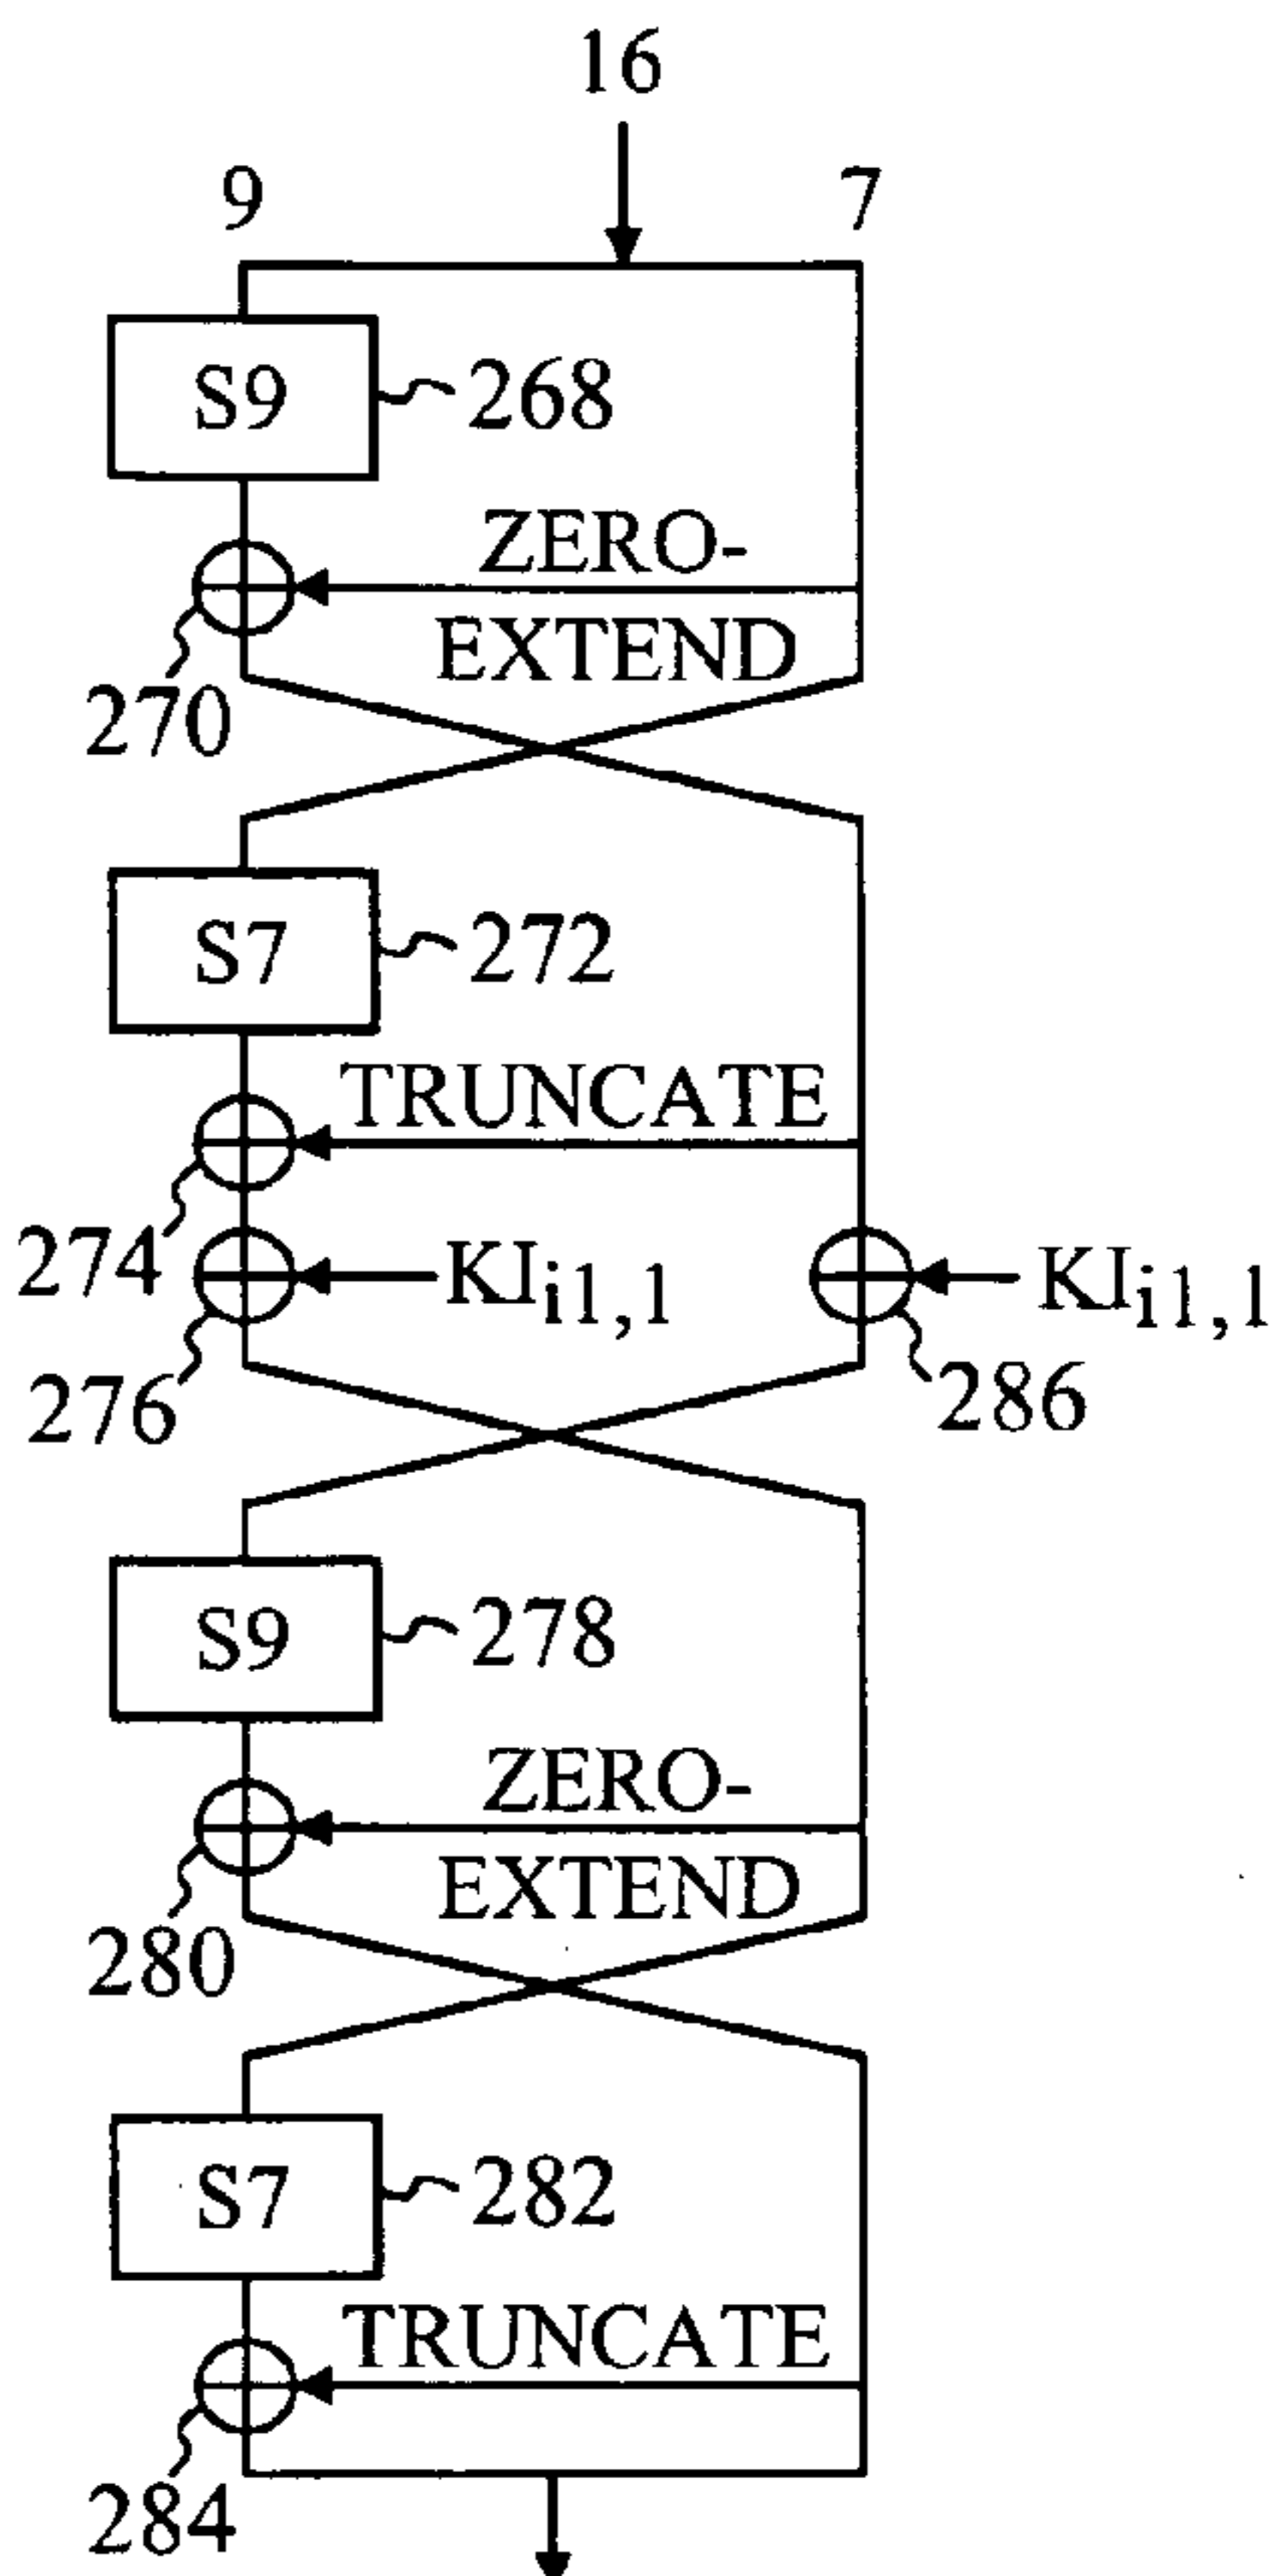 16
9 7
S9 268
ZERO-
EXTEND
270
S7 272
TRUNCATE
274
KIi1,1 KIi1,1
276 286
S9 278
ZERO-
EXTEND
280
S7 282
TRUNCATE
284